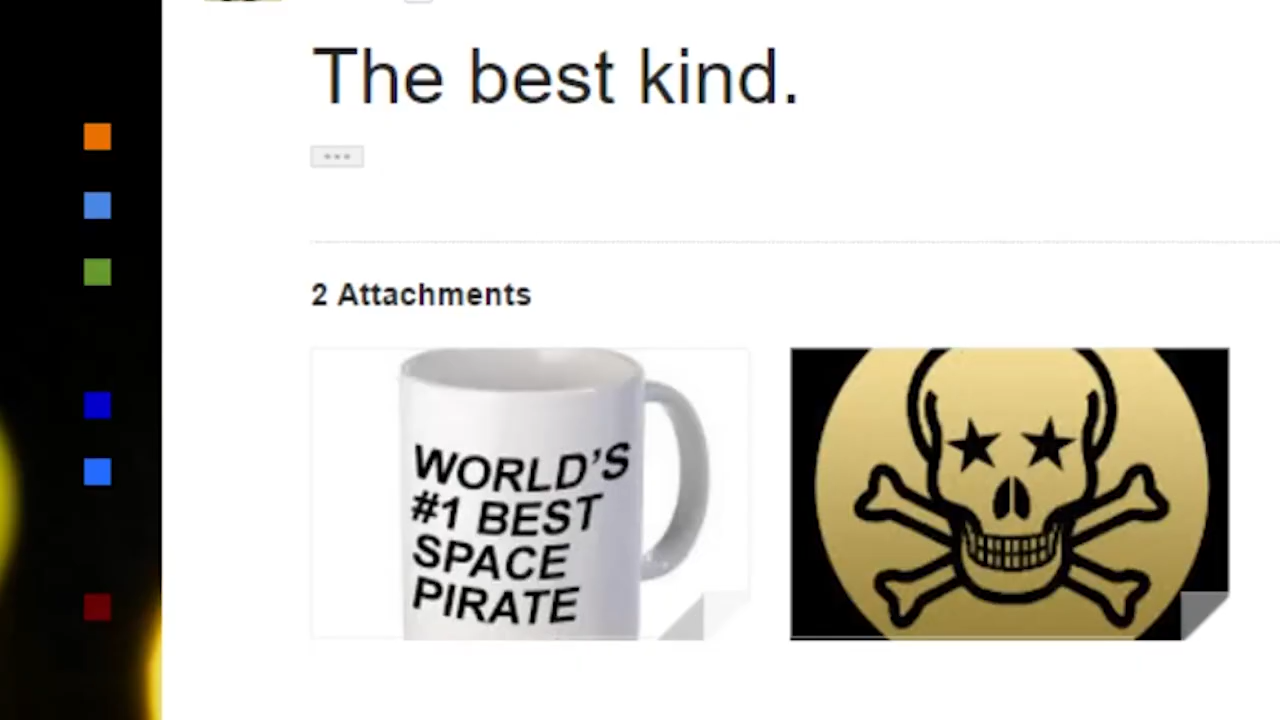 The best kind.
2 Attachments
WORLD'S
#1 BEST
SPACE
PIRATE